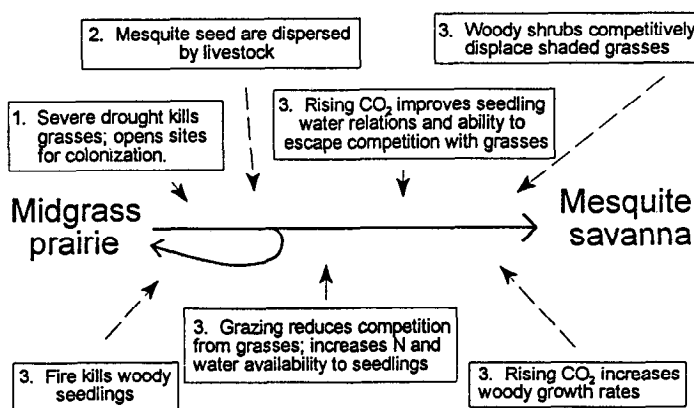 2. Mesquite seed are dispersed
by livestock
3. Woody shrubs competitively
displace shaded grasses
1. Severe drought kills
grasses; opens sites
for colonization.
3. Rising CO₂ improves seedling
water relations and ability to
escape competition with grasses
Midgrass
prairie
Mesquite
savanna
3. Fire kills woody
seedlings
3. Grazing reduces competition
from grasses; increases N and
water availability to seedlings
3. Rising CO₂ increases
woody growth rates